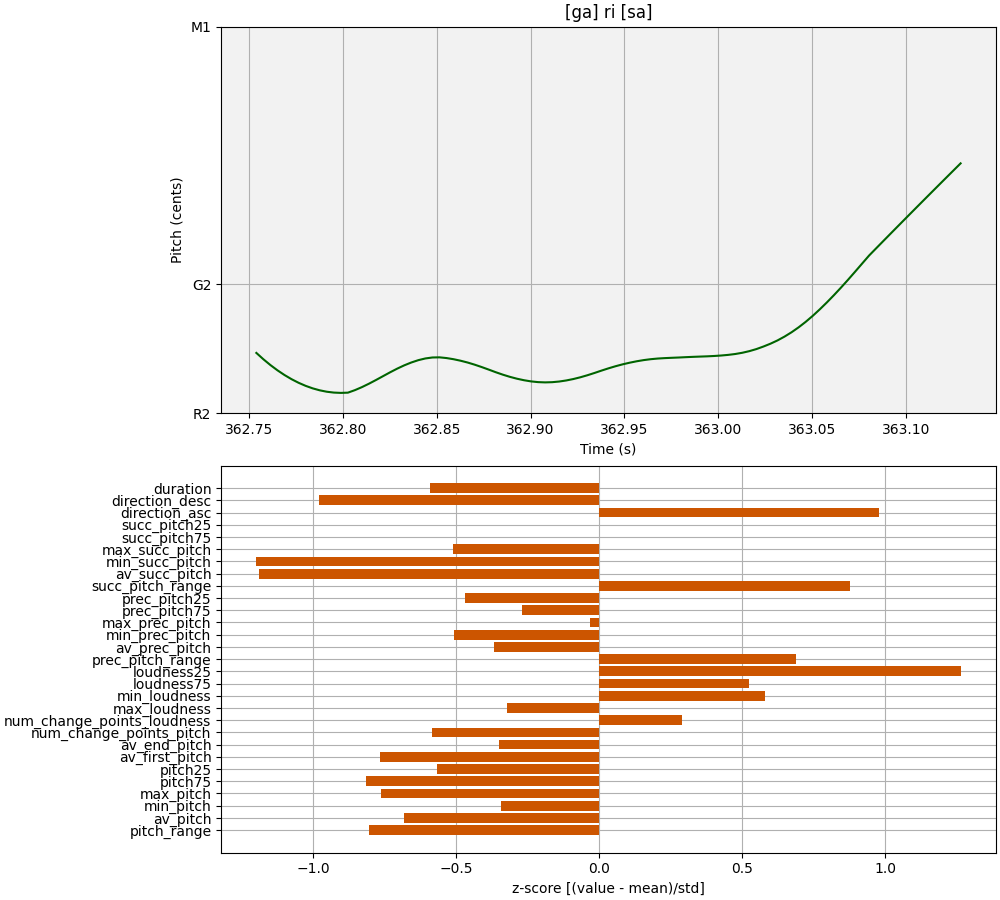 [ga] ri [sa]
M1
G2
R2
Pitch (cents)
362.75 362.80 362.85 362.90 362.95 363.00 363.05 363.10
Time (s)
duration
direction_desc
direction_asc
succ_pitch25
succ_pitch75
max_succ_pitch
min_succ_pitch
av_succ_pitch
succ_pitch_range
prec_pitch25
prec_pitch75
max_prec_pitch
min_prec_pitch
av_prec_pitch
prec_pitch_range
loudness25
loudness75
min_loudness
max_loudness
num_change_points_loudness
num_change_points_pitch
av_end_pitch
av_first_pitch
pitch25
pitch75
max_pitch
min_pitch
av_pitch
pitch_range
−1.0 −0.5 0.0 0.5 1.0
z-score [(value - mean)/std]